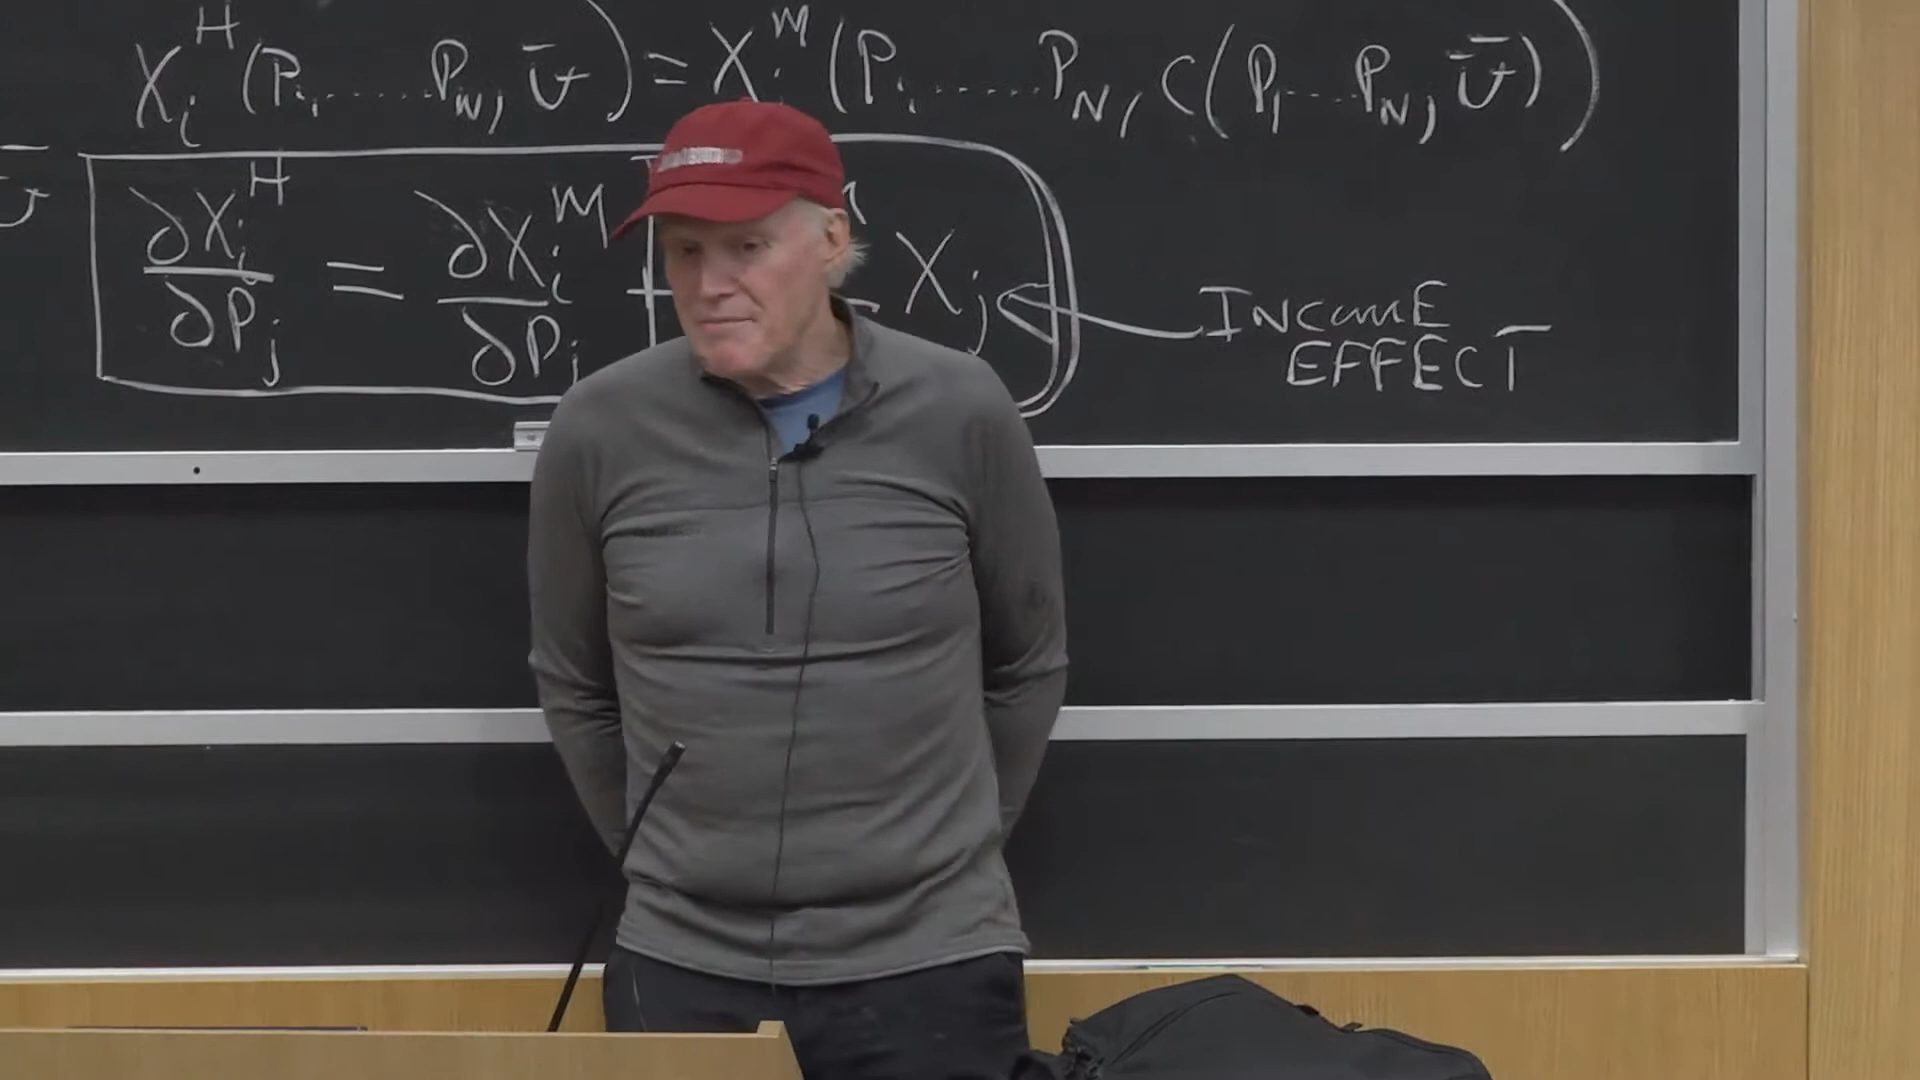 X_i^H (P_1, ..... P_N, Ū) = X_i^M (P_1, ...... P_N, C(P_1 ... P_N, Ū))
∂X_i^H / ∂P_j = ∂X_i^M / ∂P_j + X_j
INCOME
EFFECT